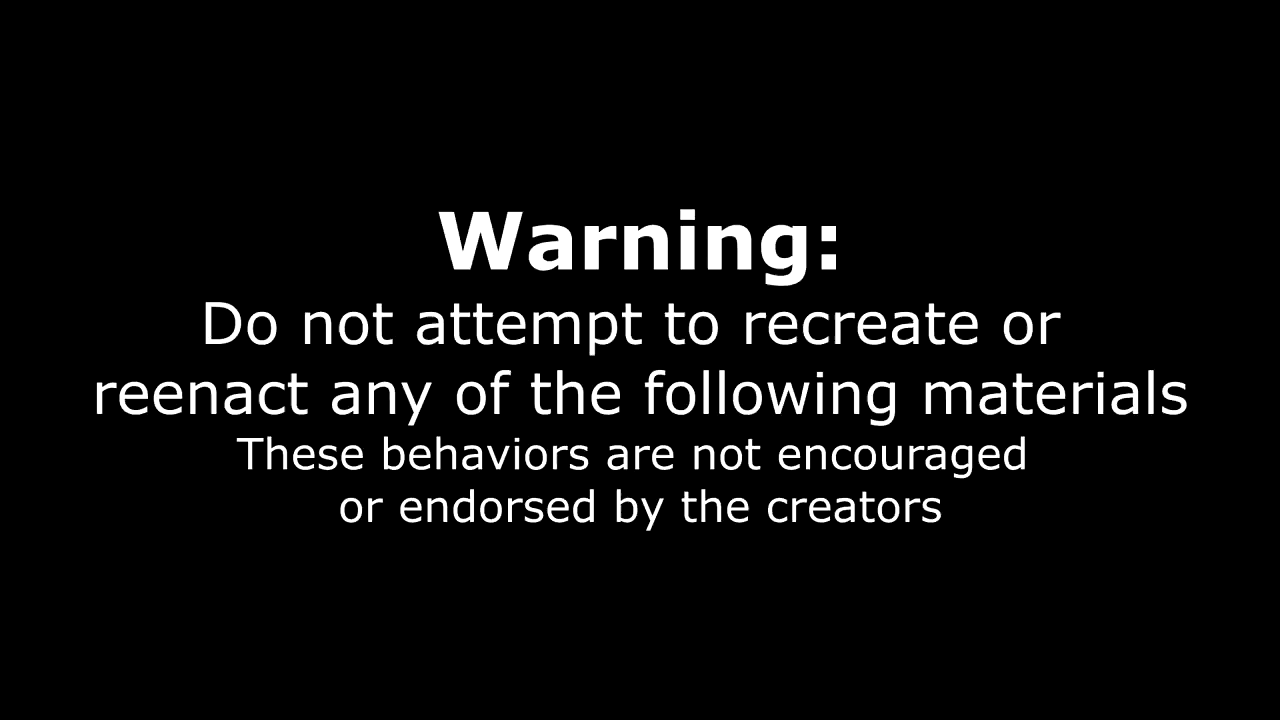 Warning:
Do not attempt to recreate or
reenact any of the following materials
These behaviors are not encouraged
or endorsed by the creators